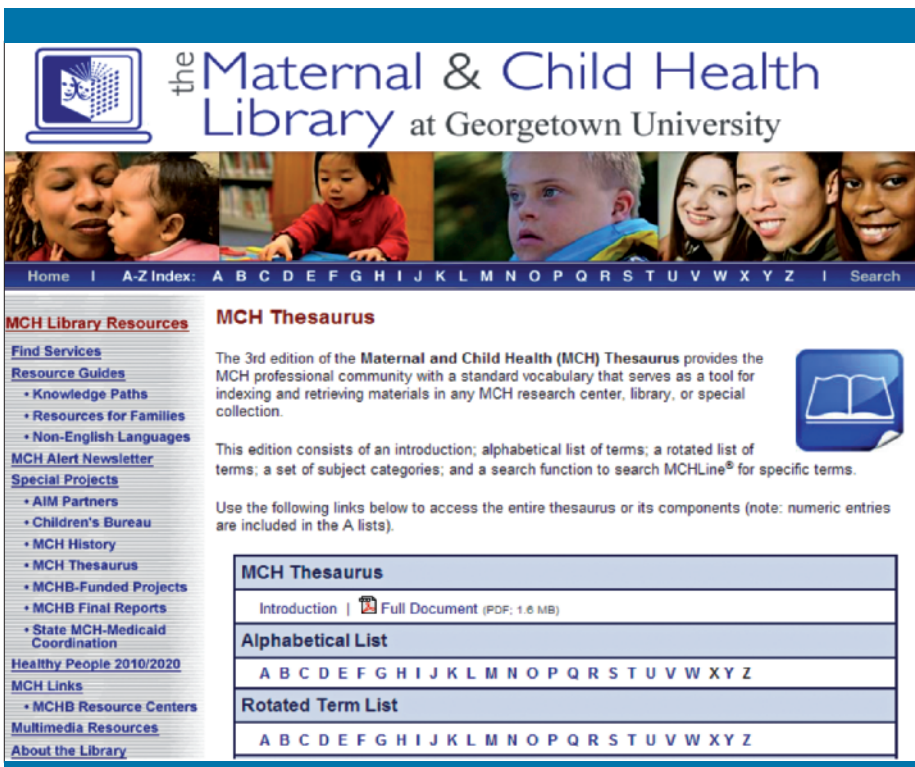 the Maternal & Child Health
Library at Georgetown University
Home | A-Z Index: A B C D E F G H I J K L M N O P Q R S T U V W X Y Z | Search
MCH Library Resources
Find Services
Resource Guides
• Knowledge Paths
• Resources for Families
• Non-English Languages
MCH Alert Newsletter
Special Projects
• AIM Partners
• Children's Bureau
• MCH History
• MCH Thesaurus
• MCHB-Funded Projects
• MCHB Final Reports
• State MCH-Medicaid
Coordination
Healthy People 2010/2020
MCH Links
• MCHB Resource Centers
Multimedia Resources
About the Library
MCH Thesaurus
The 3rd edition of the Maternal and Child Health (MCH) Thesaurus provides the
MCH professional community with a standard vocabulary that serves as a tool for
indexing and retrieving materials in any MCH research center, library, or special
collection.
This edition consists of an introduction; alphabetical list of terms; a rotated list of
terms; a set of subject categories; and a search function to search MCHLine® for specific terms.
Use the following links below to access the entire thesaurus or its components (note: numeric entries
are included in the A lists).
MCH Thesaurus
Introduction | Full Document (PDF; 1.6 MB)
Alphabetical List
A B C D E F G H I J K L M N O P Q R S T U V W X Y Z
Rotated Term List
A B C D E F G H I J K L M N O P Q R S T U V W X Y Z